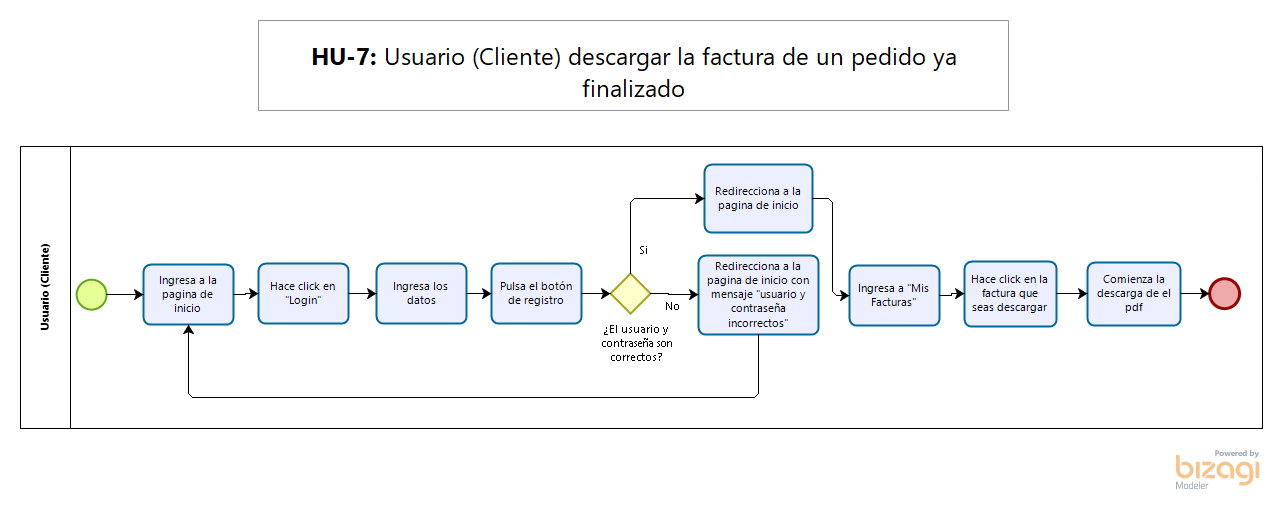 HU-7: Usuario (Cliente) descargar la factura de un pedido ya
finalizado
Usuario (Cliente)
Ingresa a la
pagina de
inicio
Hace click en
"Login"
Ingresa los
datos
Pulsa el botón
de registro
¿El usuario y
contraseña son
correctos?
Si
No
Redirecciona a la
pagina de inicio
Redirecciona a la
pagina de inicio con
mensaje "usuario y
contraseña
incorrectos"
Ingresa a "Mis
Facturas"
Hace click en la
factura que
seas descargar
Comienza la
descarga de el
pdf
Powered by
bizagi
Modeler